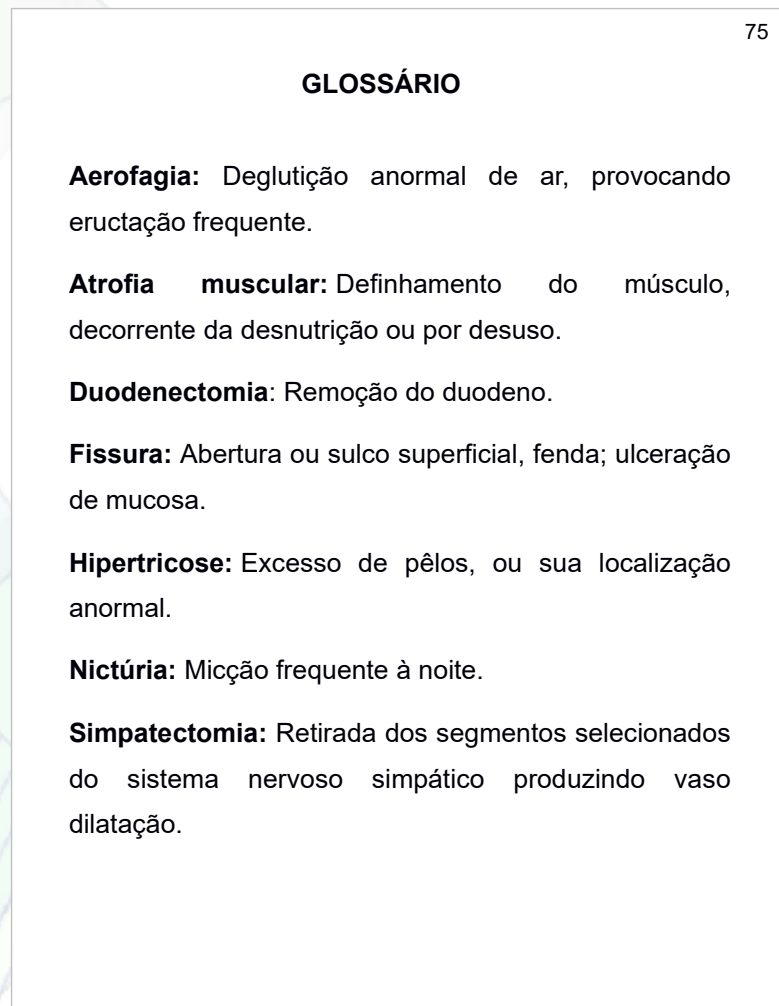 75
GLOSSÁRIO
Aerofagia: Deglutição anormal de ar, provocando
eructação frequente.
Atrofia muscular: Definhamento do músculo,
decorrente da desnutrição ou por desuso.
Duodenectomia: Remoção do duodeno.
Fissura: Abertura ou sulco superficial, fenda; ulceração
de mucosa.
Hipertricose: Excesso de pêlos, ou sua localização
anormal.
Nictúria: Micção frequente à noite.
Simpatectomia: Retirada dos segmentos selecionados
do sistema nervoso simpático produzindo vaso
dilatação.